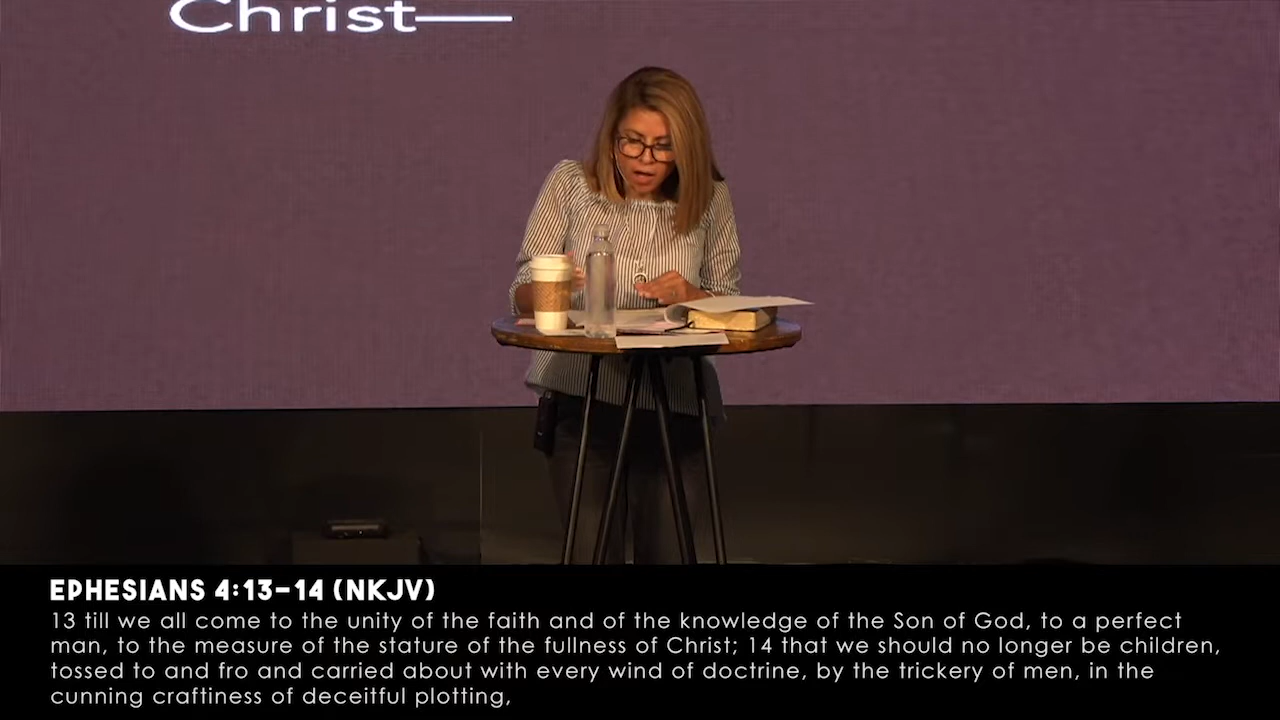 Christ—
EPHESIANS 4:13-14 (NKJV)
13 till we all come to the unity of the faith and of the knowledge of the Son of God, to a perfect
man, to the measure of the stature of the fullness of Christ; 14 that we should no longer be children,
tossed to and fro and carried about with every wind of doctrine, by the trickery of men, in the
cunning craftiness of deceitful plotting,